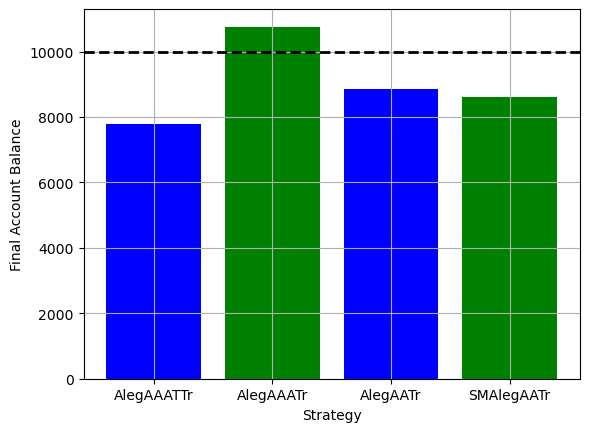 Final Account Balance
10000
8000
6000
4000
2000
0
AlegAAATTr AlegAAATr AlegAATr SMAlegAATr
Strategy